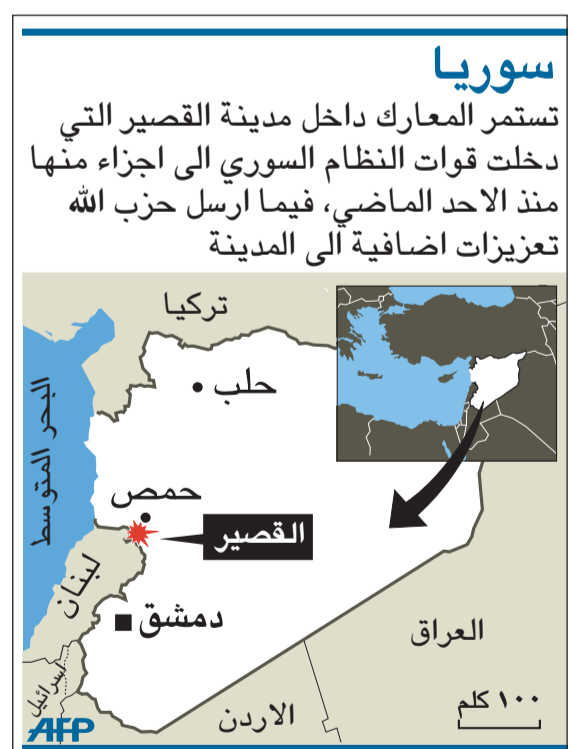 سوريا
تستمر المعارك داخل مدينة القصير التي
دخلت قوات النظام السوري الى اجزاء منها
منذ الاحد الماضي، فيما ارسل حزب الله
تعزيزات اضافية الى المدينة
تركيا
حلب
البحر المتوسط
حمص
القصير
لبنان
دمشق
العراق
اسرائيل
الاردن
١٠٠ كلم
AFP